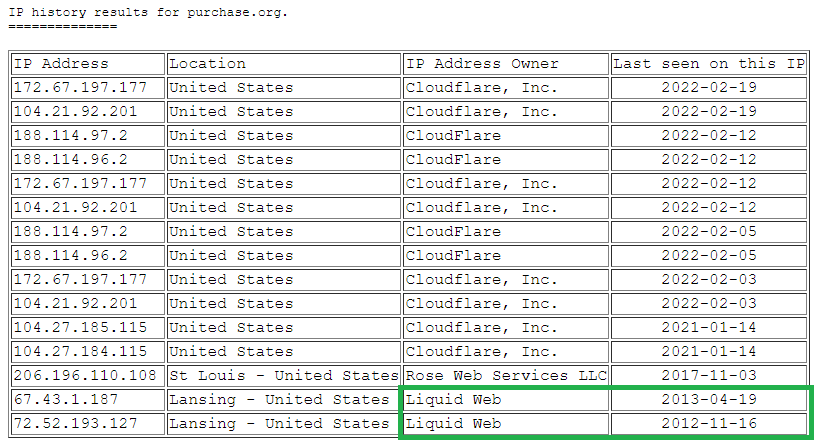 IP history results for purchase.org.
==============
IP Address Location IP Address Owner Last seen on this IP
172.67.197.177 United States Cloudflare, Inc. 2022-02-19
104.21.92.201 United States Cloudflare, Inc. 2022-02-19
188.114.97.2 United States CloudFlare 2022-02-12
188.114.96.2 United States CloudFlare 2022-02-12
172.67.197.177 United States Cloudflare, Inc. 2022-02-12
104.21.92.201 United States Cloudflare, Inc. 2022-02-12
188.114.97.2 United States CloudFlare 2022-02-05
188.114.96.2 United States CloudFlare 2022-02-05
172.67.197.177 United States Cloudflare, Inc. 2022-02-03
104.21.92.201 United States Cloudflare, Inc. 2022-02-03
104.27.185.115 United States Cloudflare, Inc. 2021-01-14
104.27.184.115 United States Cloudflare, Inc. 2021-01-14
206.196.110.108 St Louis - United States Rose Web Services LLC 2017-11-03
67.43.1.187 Lansing - United States Liquid Web 2013-04-19
72.52.193.127 Lansing - United States Liquid Web 2012-11-16